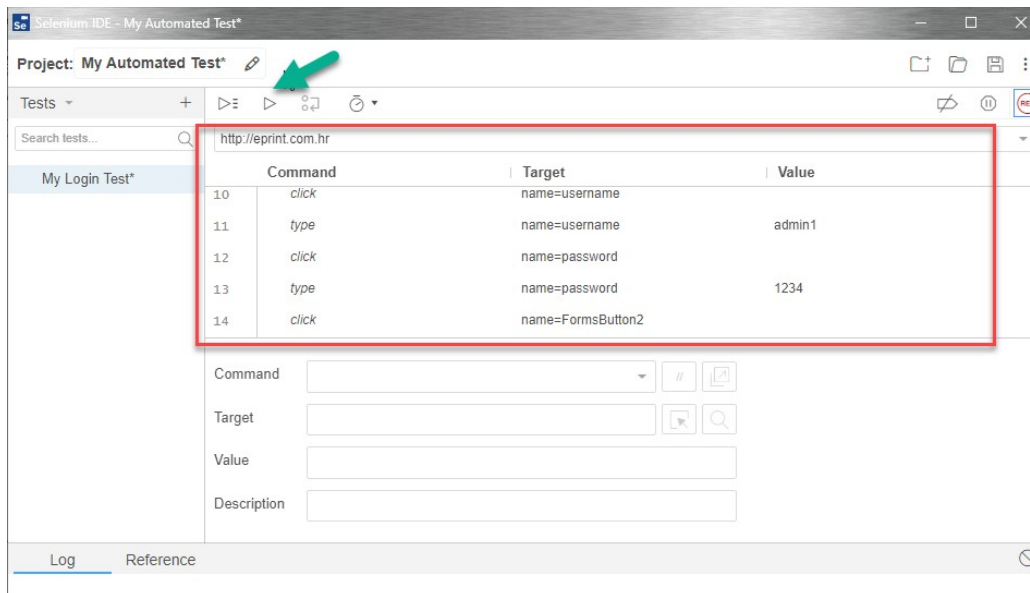 Selenium IDE - My Automated Test*
Project: My Automated Test*
Tests
Search tests...
My Login Test*
http://eprint.com.hr
Command Target Value
10 click name=username
11 type name=username admin1
12 click name=password
13 type name=password 1234
14 click name=FormsButton2
Command
//
Target
Value
Description
Log Reference